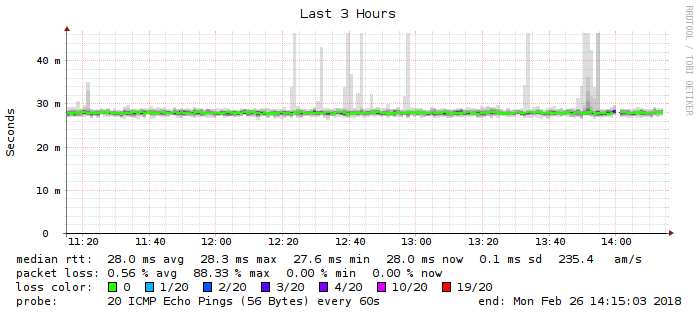 Last 3 Hours
RRDTOOL / TOBI OETIKER
Seconds
40 m
30 m
20 m
10 m
0
11:20 11:40 12:00 12:20 12:40 13:00 13:20 13:40 14:00
median rtt: 28.0 ms avg 28.3 ms max 27.6 ms min 28.0 ms now 0.1 ms sd 235.4 am/s
packet loss: 0.56 % avg 88.33 % max 0.00 % min 0.00 % now
loss color: 0 1/20 2/20 3/20 4/20 10/20 19/20
probe: 20 ICMP Echo Pings (56 Bytes) every 60s end: Mon Feb 26 14:15:03 2018